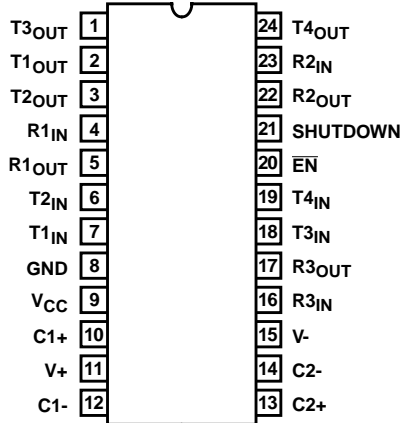 T3OUT 1 24 T4OUT
T1OUT 2 23 R2IN
T2OUT 3 22 R2OUT
R1IN 4 21 SHUTDOWN
R1OUT 5 20 E̅N̅
T2IN 6 19 T4IN
T1IN 7 18 T3IN
GND 8 17 R3OUT
VCC 9 16 R3IN
C1+ 10 15 V-
V+ 11 14 C2-
C1- 12 13 C2+